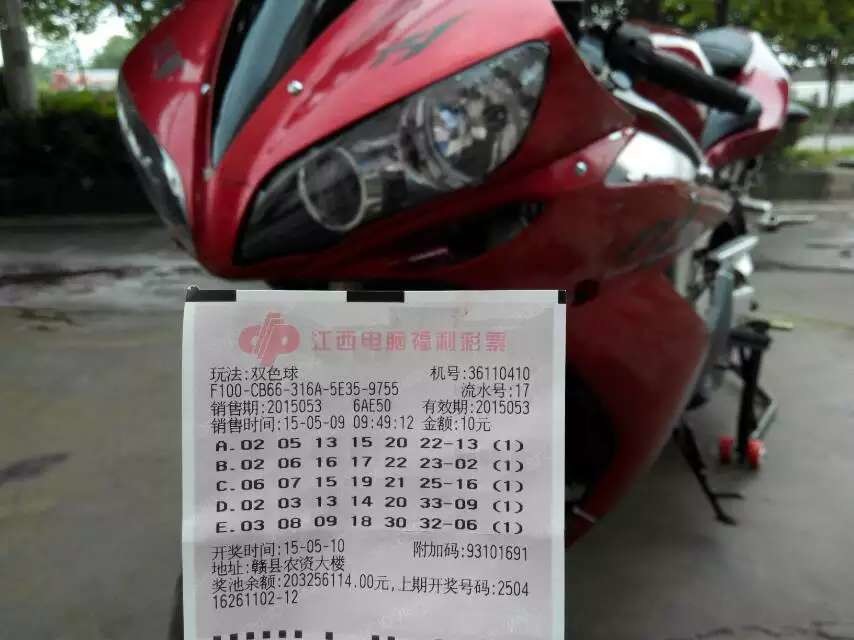 江西电脑福利彩票
玩法:双色球 机号:36110410
F100-CB66-316A-5E35-9755 流水号:17
销售期:2015053 6AE50 有效期:2015053
销售时间:15-05-09 09:49:12 金额:10元
A.02 05 13 15 20 22-13 (1)
B.02 06 16 17 22 23-02 (1)
C.06 07 15 19 21 25-16 (1)
D.02 03 13 14 20 33-09 (1)
E.03 08 09 18 30 32-06 (1)
开奖时间:15-05-10 附加码:93101691
地址:赣县农资大楼
奖池余额:203256114.00元,上期开奖号码:2504
16261102-12